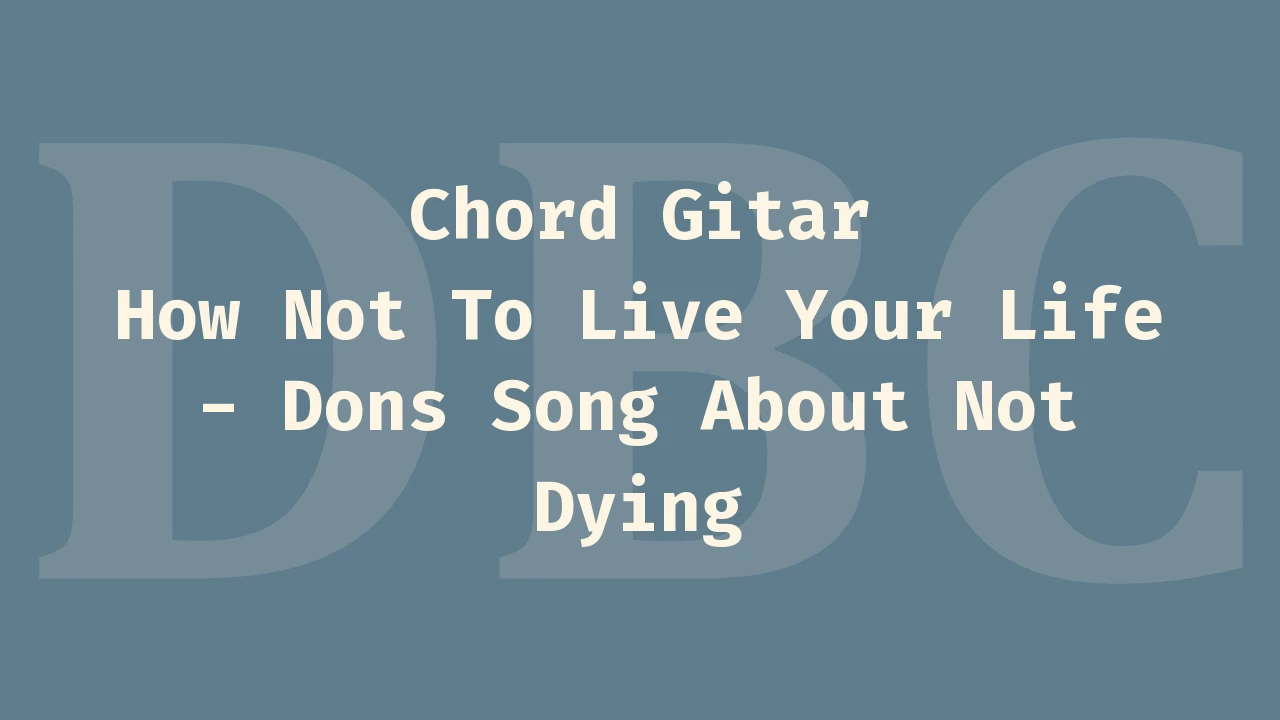 DBC
Chord Gitar
How Not To Live Your Life
– Dons Song About Not
Dying